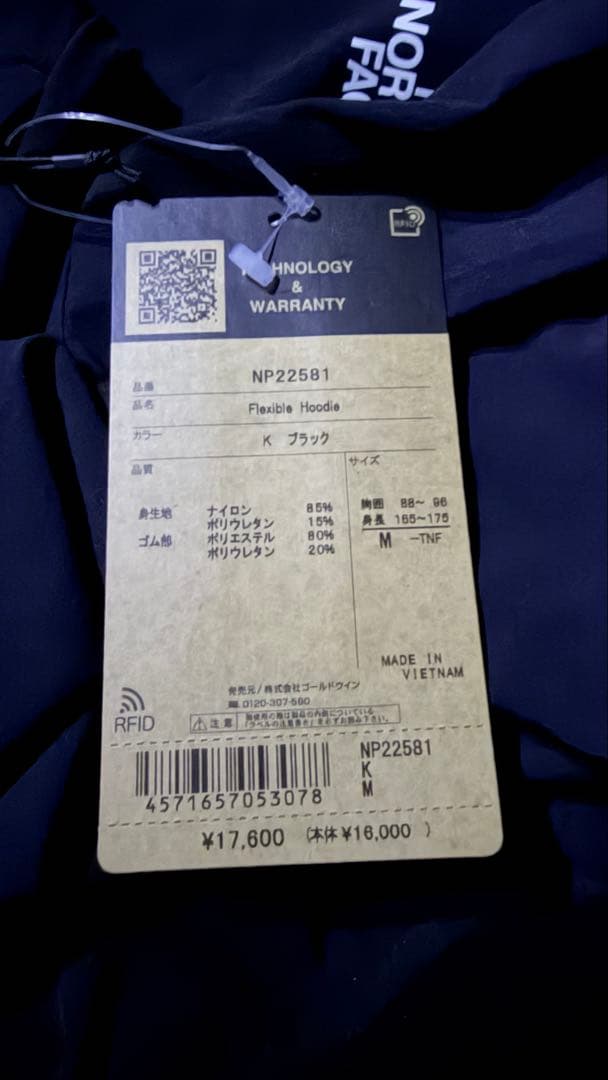 NOR
FAC
RFID
HNOLOGY
&
WARRANTY
品番 NP22581
品名 Flexible Hoodie
カラー K ブラック
品質 サイズ
身生地 ナイロン 85%
ポリウレタン 15%
ゴム部 ポリエステル 80%
ポリウレタン 20%
胸囲 88〜 96
身長 165〜175
M -TNF
MADE IN
VIETNAM
発売元/株式会社ゴールドウイン
0120-307-560
RFID
注意
4571657053078
NP22581
K
M
¥17,600 (本体¥16,000 )